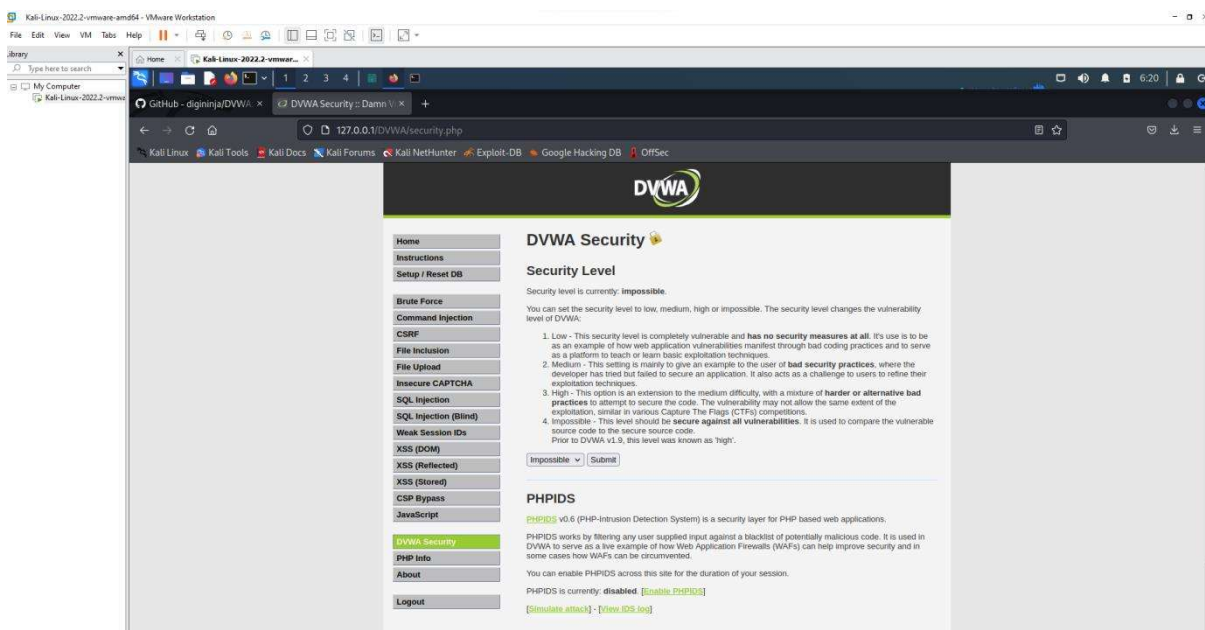 Kali-Linux-2022.2-vmware-amd64 - VMware Workstation
File Edit View VM Tabs Help
Library
Type here to search
My Computer
Kali-Linux-2022.2-vmwa
Home
Kali-Linux-2022.2-vmwar...
1 2 3 4
6:20
GitHub - digininja/DVWA:
DVWA Security :: Damn V
127.0.0.1/DVWA/security.php
Kali Linux Kali Tools Kali Docs Kali Forums Kali NetHunter Exploit-DB Google Hacking DB OffSec
DVWA
Home
Instructions
Setup / Reset DB
Brute Force
Command Injection
CSRF
File Inclusion
File Upload
Insecure CAPTCHA
SQL Injection
SQL Injection (Blind)
Weak Session IDs
XSS (DOM)
XSS (Reflected)
XSS (Stored)
CSP Bypass
JavaScript
DVWA Security
PHP Info
About
Logout
DVWA Security
Security Level
Security level is currently: impossible.
You can set the security level to low, medium, high or impossible. The security level changes the vulnerability
level of DVWA:
1. Low - This security level is completely vulnerable and has no security measures at all. It's use is to be
as an example of how web application vulnerabilities manifest through bad coding practices and to serve
as a platform to teach or learn basic exploitation techniques.
2. Medium - This setting is mainly to give an example to the user of bad security practices, where the
developer has tried but failed to secure an application. It also acts as a challenge to users to refine their
exploitation techniques.
3. High - This option is an extension to the medium difficulty, with a mixture of harder or alternative bad
practices to attempt to secure the code. The vulnerability may not allow the same extent of the
exploitation, similar in various Capture The Flags (CTFs) competitions.
4. Impossible - This level should be secure against all vulnerabilities. It is used to compare the vulnerable
source code to the secure source code.
Prior to DVWA v1.9, this level was known as 'high'.
Impossible Submit
PHPIDS
PHPIDS v0.6 (PHP-Intrusion Detection System) is a security layer for PHP based web applications.
PHPIDS works by filtering any user supplied input against a blacklist of potentially malicious code. It is used in
DVWA to serve as a live example of how Web Application Firewalls (WAFs) can help improve security and in
some cases how WAFs can be circumvented.
You can enable PHPIDS across this site for the duration of your session.
PHPIDS is currently: disabled. [Enable PHPIDS]
[Simulate attack] - [View IDS log]